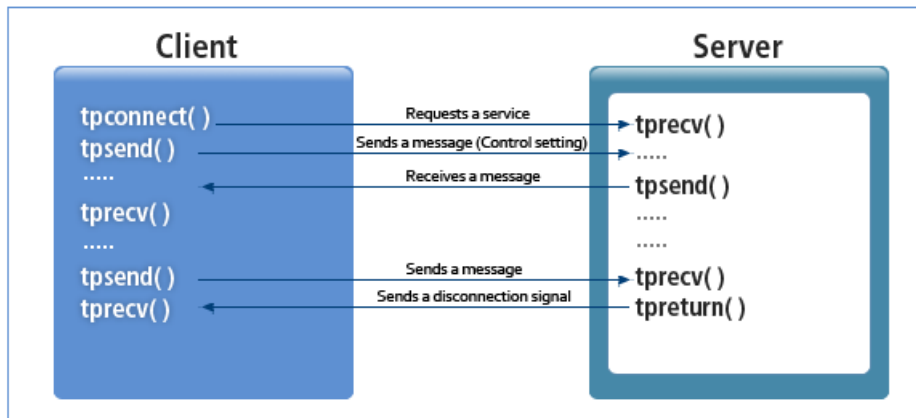 Client
Server
tpconnect( )
Requests a service
tprecv( )
tpsend( )
Sends a message (Control setting)
.....
.....
Receives a message
tpsend( )
tprecv( )
.....
.....
.....
tpsend( )
Sends a message
tprecv( )
tprecv( )
Sends a disconnection signal
tpreturn( )